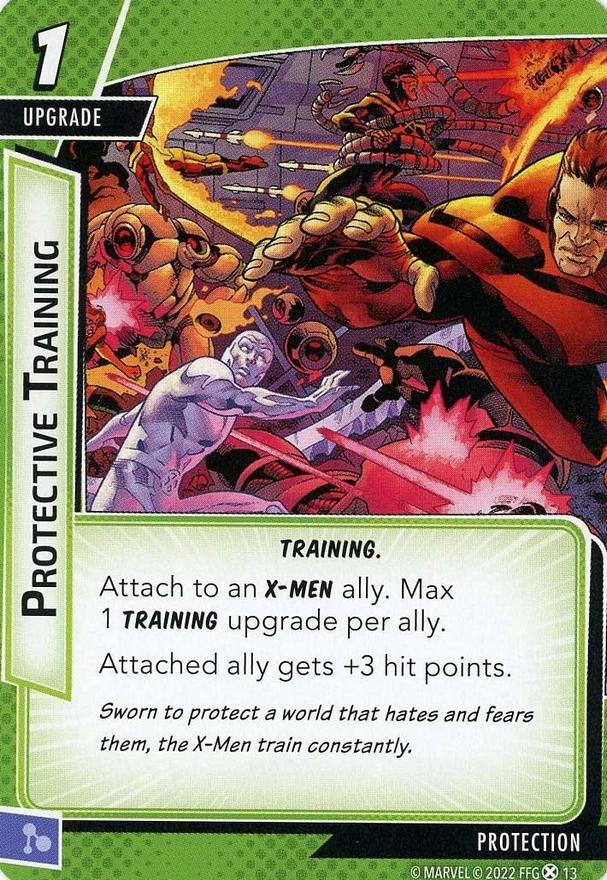 1
UPGRADE
PROTECTIVE TRAINING
TRAINING.
Attach to an X-MEN ally. Max
1 TRAINING upgrade per ally.
Attached ally gets +3 hit points.
Sworn to protect a world that hates and fears
them, the X-Men train constantly.
PROTECTION
© MARVEL © 2022 FFG 13